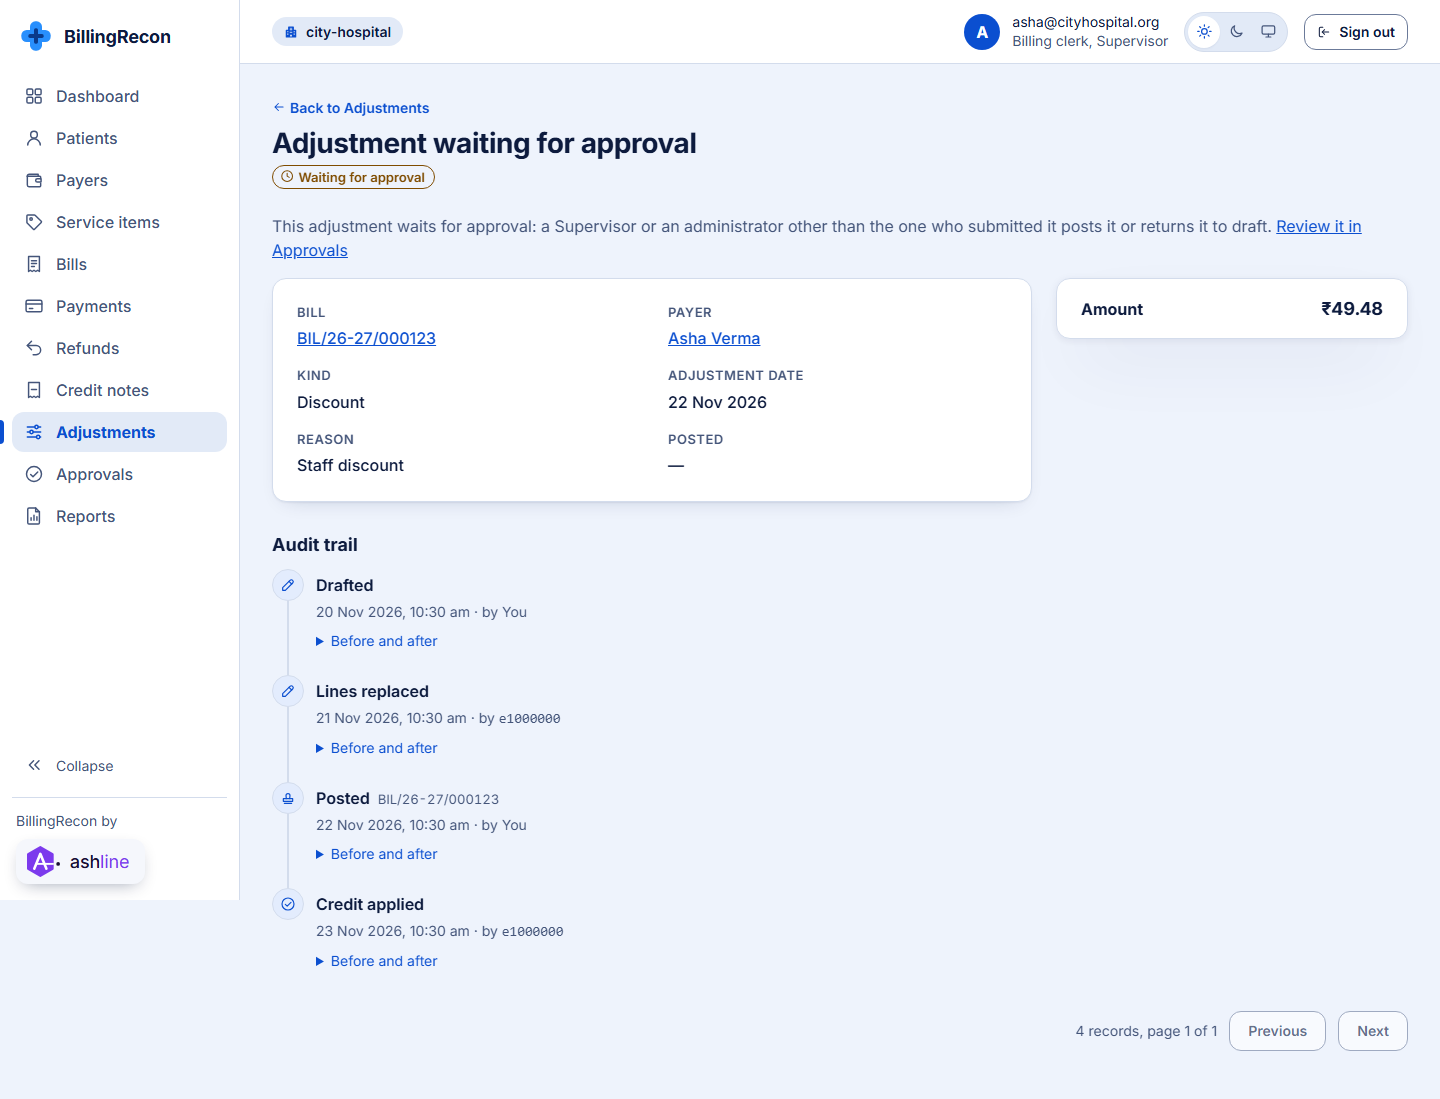 BillingRecon
city-hospital
A
asha@cityhospital.org
Billing clerk, Supervisor
Sign out
Dashboard
Patients
Payers
Service items
Bills
Payments
Refunds
Credit notes
Adjustments
Approvals
Reports
Collapse
BillingRecon by
A
ashline
Back to Adjustments
Adjustment waiting for approval
Waiting for approval
This adjustment waits for approval: a Supervisor or an administrator other than the one who submitted it posts it or returns it to draft. Review it in
Approvals
BILL
BIL/26-27/000123
PAYER
Asha Verma
KIND
Discount
ADJUSTMENT DATE
22 Nov 2026
REASON
Staff discount
POSTED
—
Amount ₹49.48
Audit trail
Drafted
20 Nov 2026, 10:30 am · by You
Before and after
Lines replaced
21 Nov 2026, 10:30 am · by e1000000
Before and after
Posted BIL/26-27/000123
22 Nov 2026, 10:30 am · by You
Before and after
Credit applied
23 Nov 2026, 10:30 am · by e1000000
Before and after
4 records, page 1 of 1 Previous Next